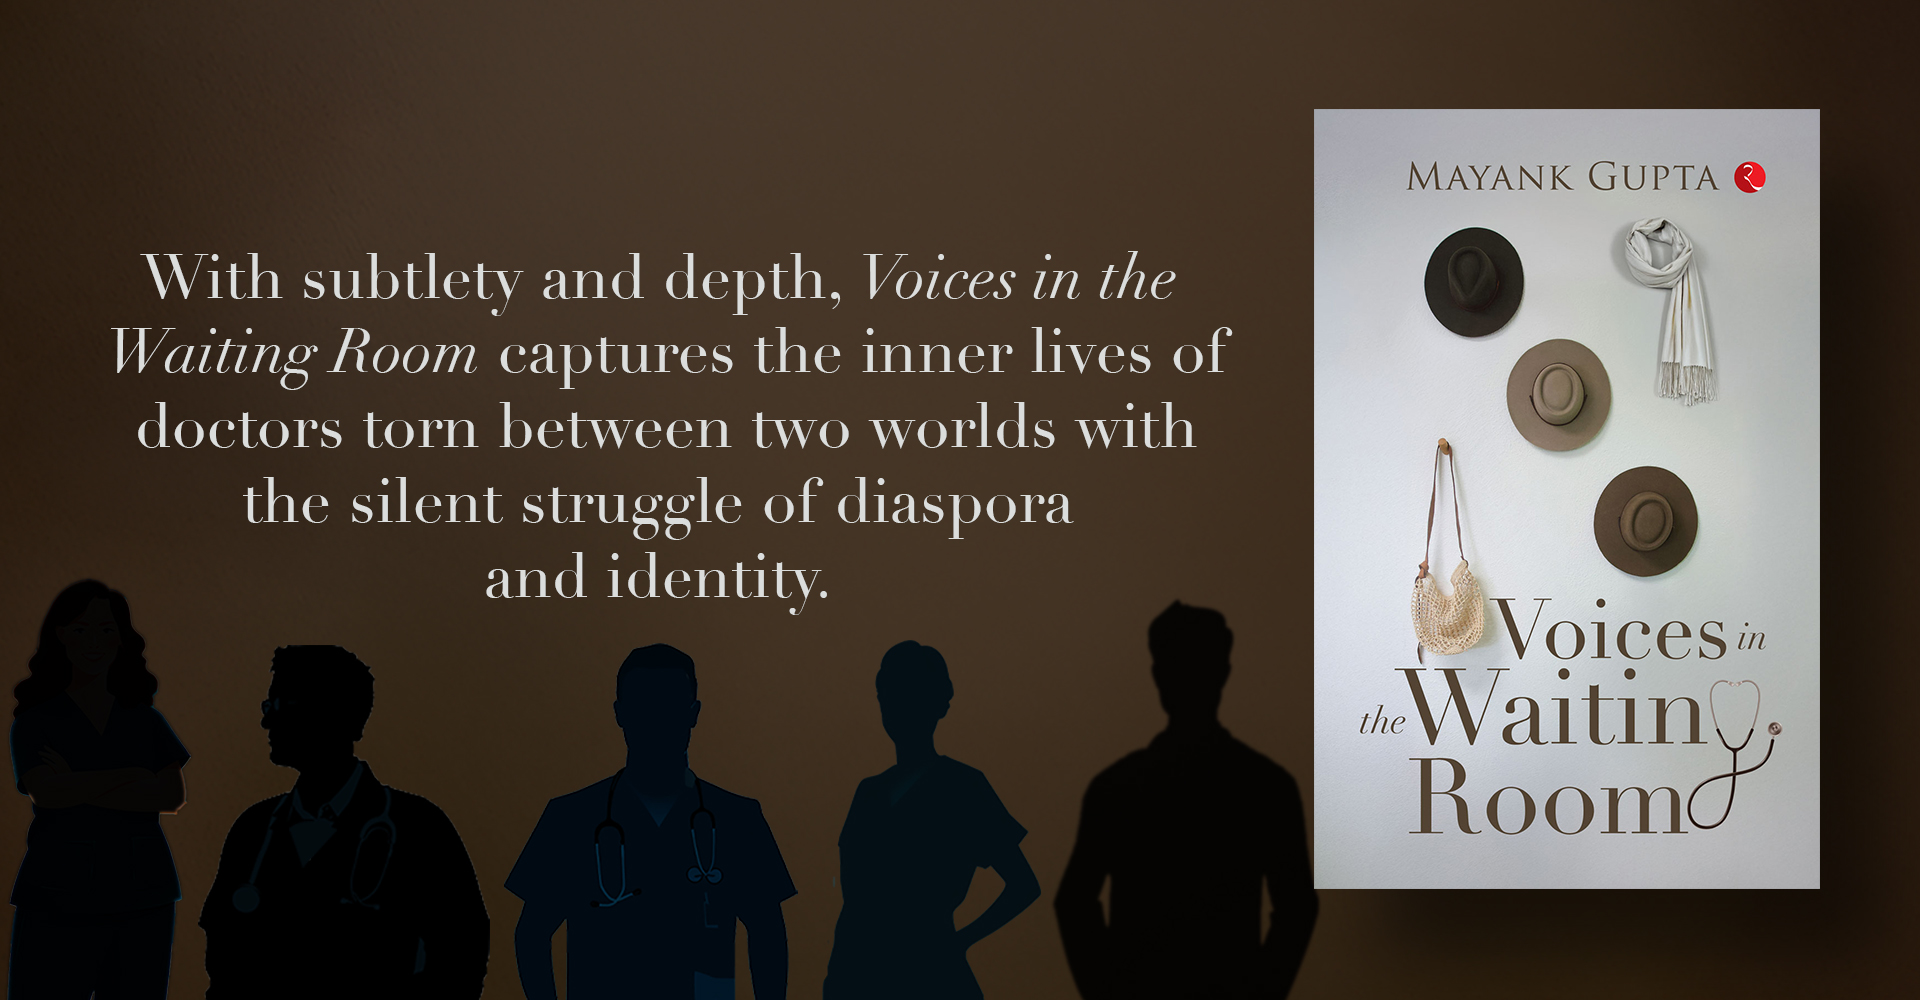 With subtlety and depth, Voices in the
Waiting Room captures the inner lives of
doctors torn between two worlds with
the silent struggle of diaspora
and identity.
MAYANK GUPTA
Voices in
the Waiting
Room